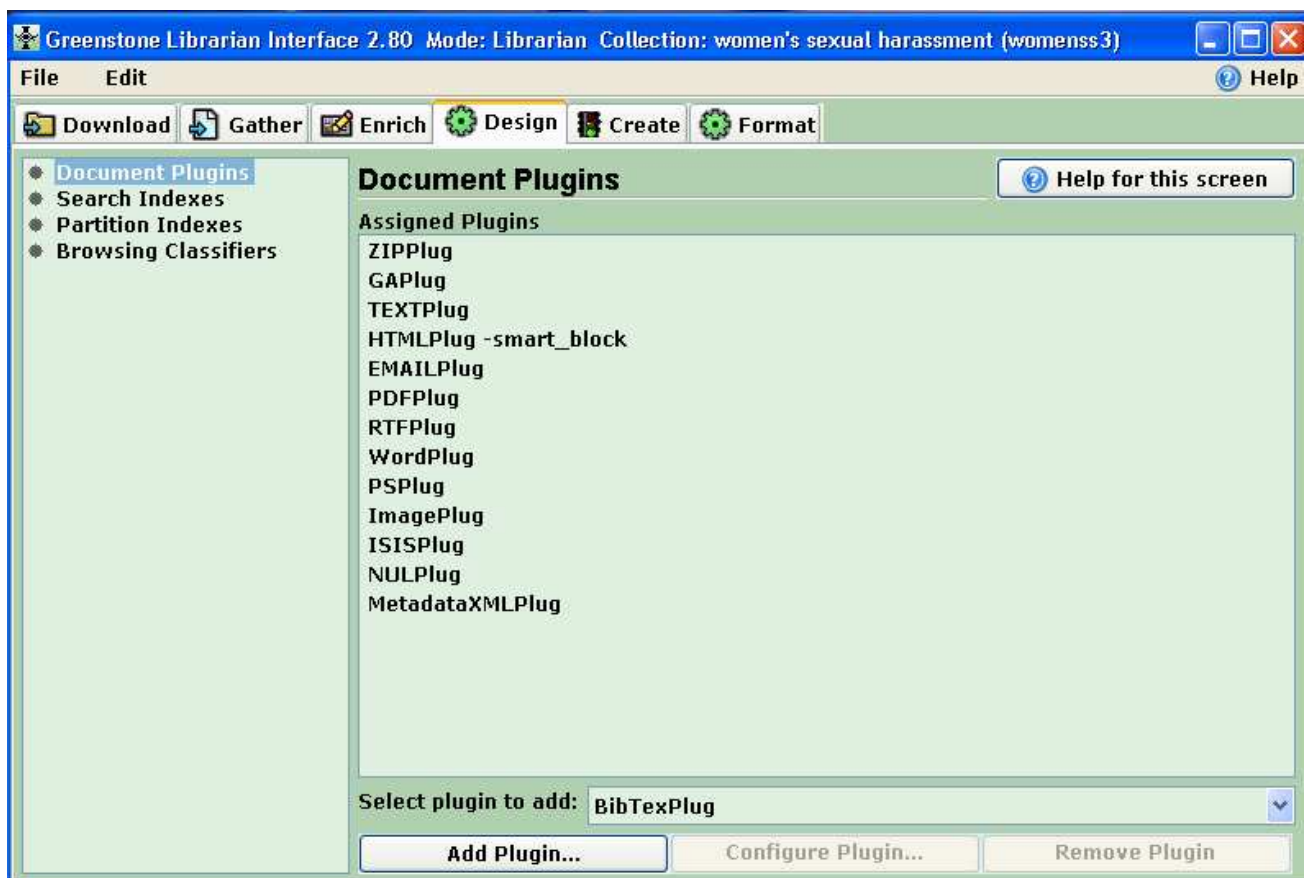 Greenstone Librarian Interface 2.80 Mode: Librarian Collection: women's sexual harassment (womenss3)
File Edit Help
Download Gather Enrich Design Create Format
Document Plugins
Search Indexes
Partition Indexes
Browsing Classifiers
Document Plugins Help for this screen
Assigned Plugins
ZIPPlug
GAPlug
TEXTPlug
HTMLPlug -smart_block
EMAILPlug
PDFPlug
RTFPlug
WordPlug
PSPlug
ImagePlug
ISISPlug
NULPlug
MetadataXMLPlug
Select plugin to add: BibTexPlug
Add Plugin... Configure Plugin... Remove Plugin